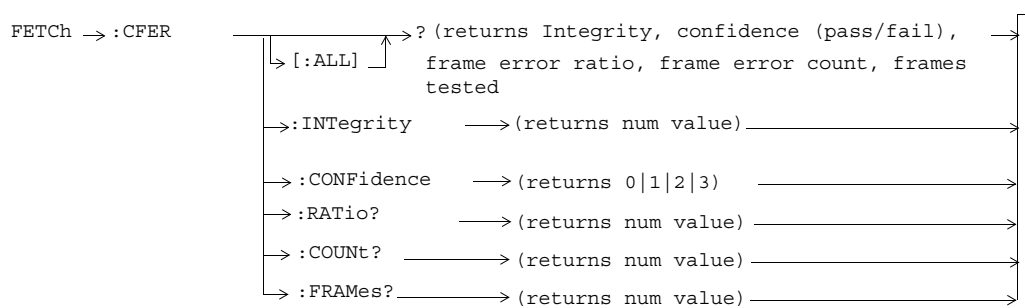 FETCh :CFER ? (returns Integrity, confidence (pass/fail),
[:ALL] frame error ratio, frame error count, frames
tested
:INTegrity (returns num value)
:CONFidence (returns 0|1|2|3)
:RATio? (returns num value)
:COUNt? (returns num value)
:FRAMes? (returns num value)